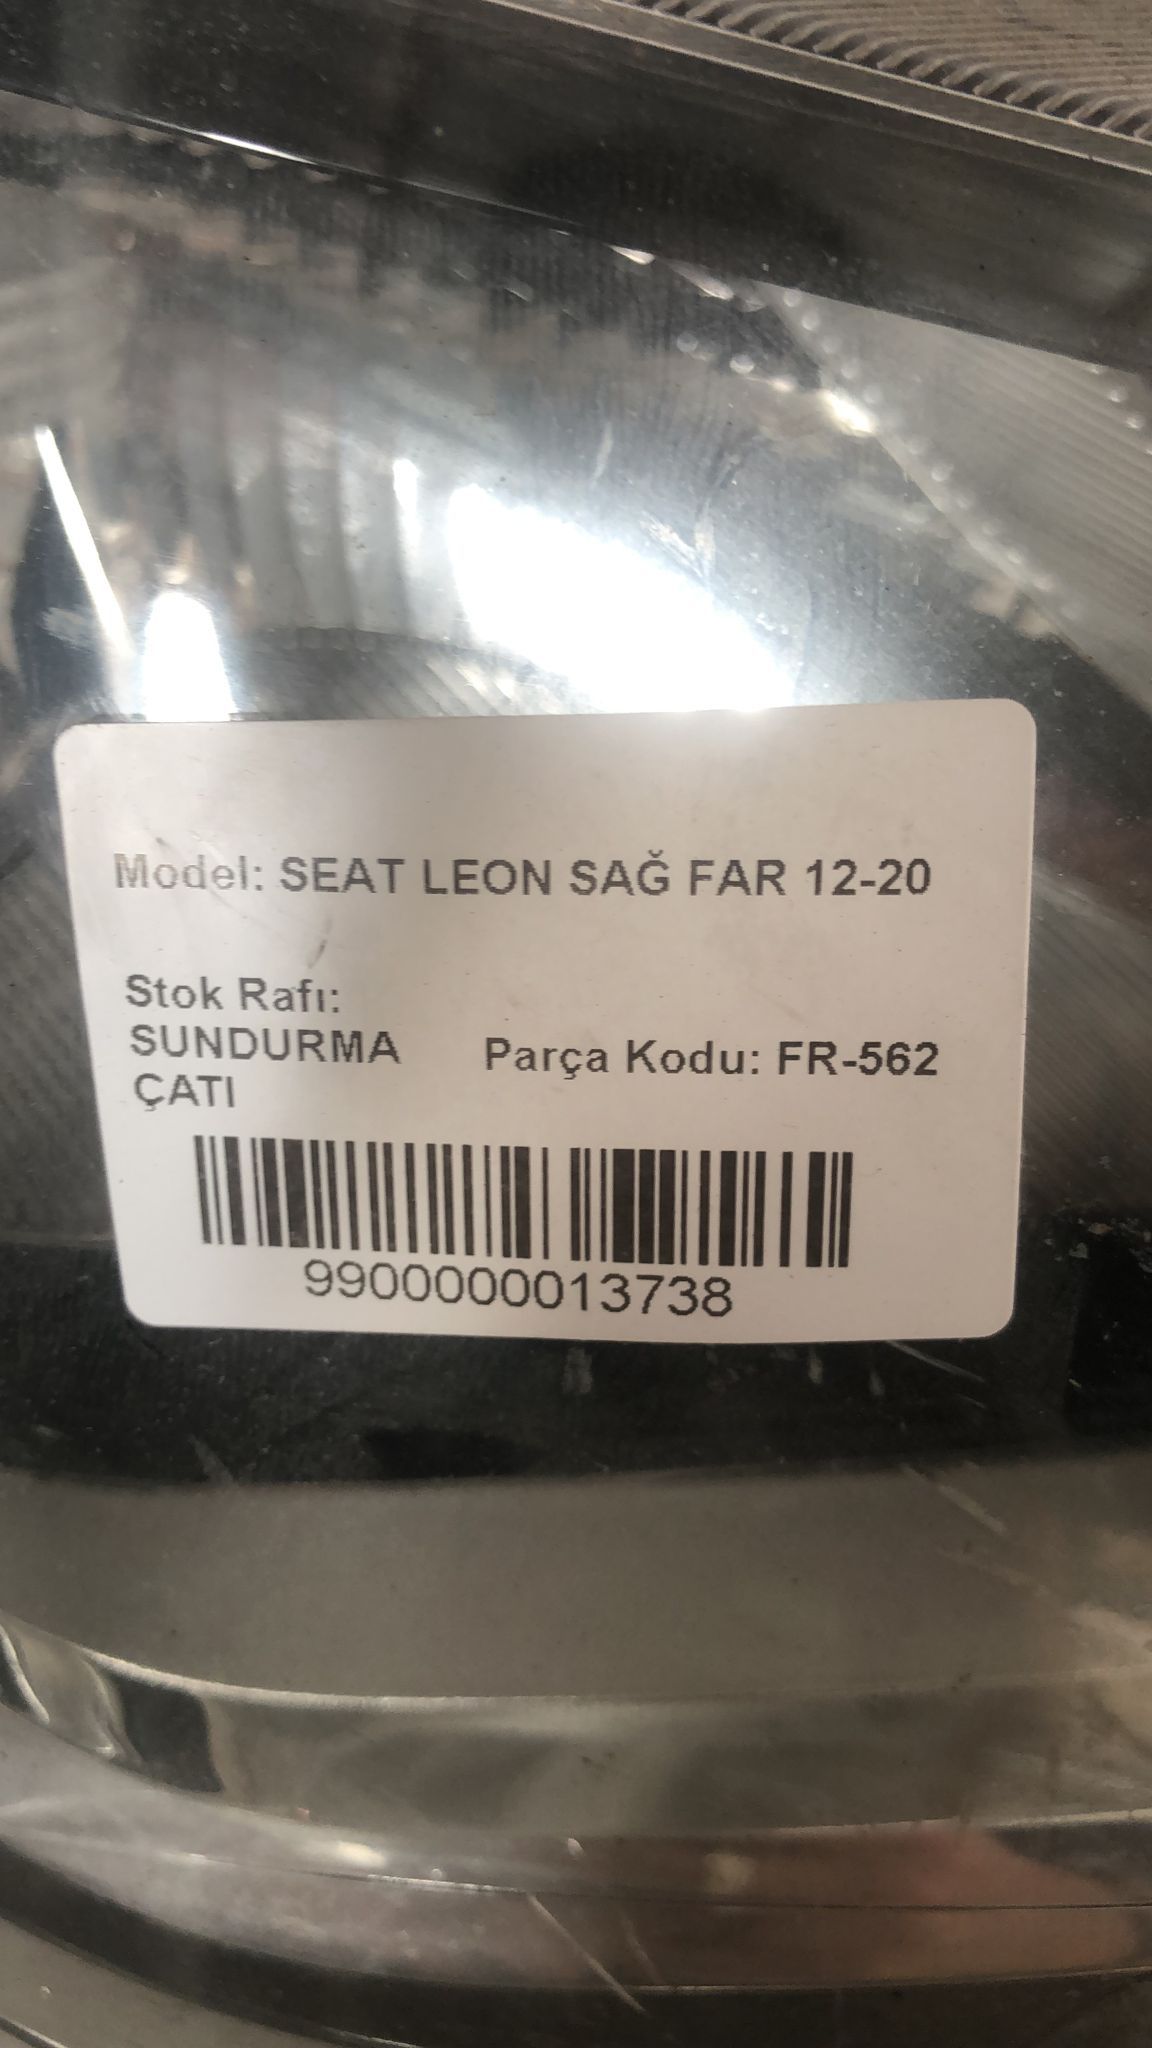 Model: SEAT LEON SAĞ FAR 12-20
Stok Rafı:
SUNDURMA
ÇATI
Parça Kodu: FR-562
9900000013738